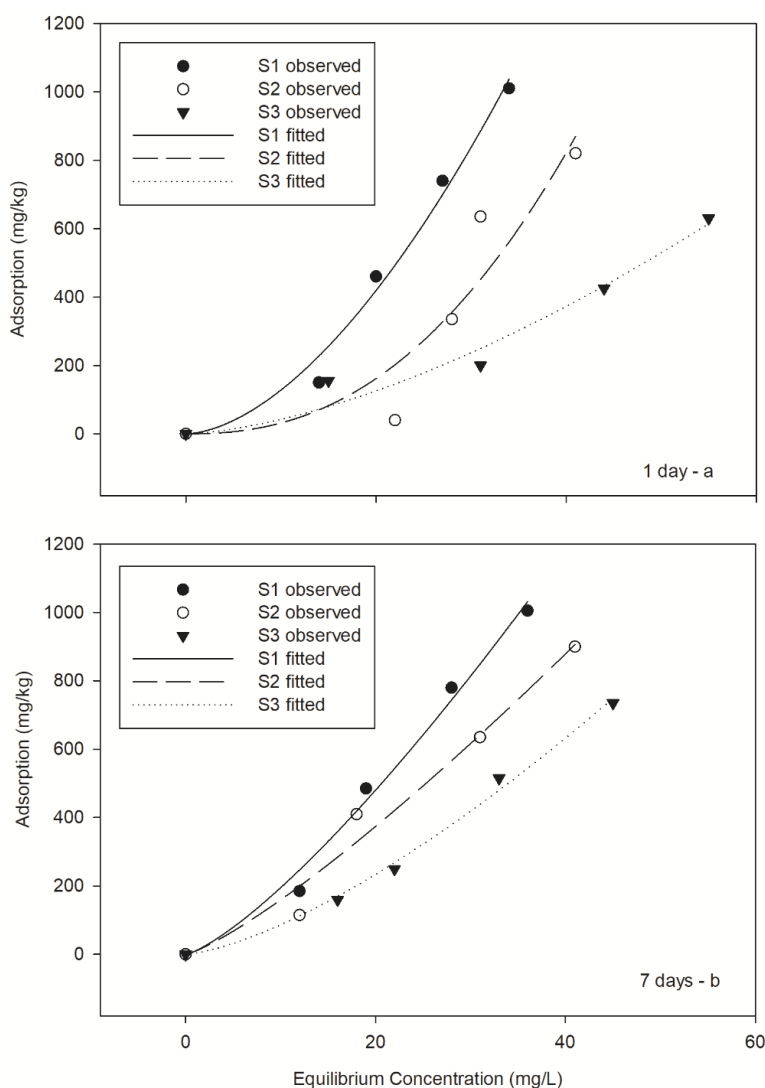 1200
1000
800
600
400
200
0
Adsorption (mg/kg)
S1 observed
S2 observed
S3 observed
S1 fitted
S2 fitted
S3 fitted
1 day - a
1200
1000
800
600
400
200
0
Adsorption (mg/kg)
S1 observed
S2 observed
S3 observed
S1 fitted
S2 fitted
S3 fitted
7 days - b
0 20 40 60
Equilibrium Concentration (mg/L)